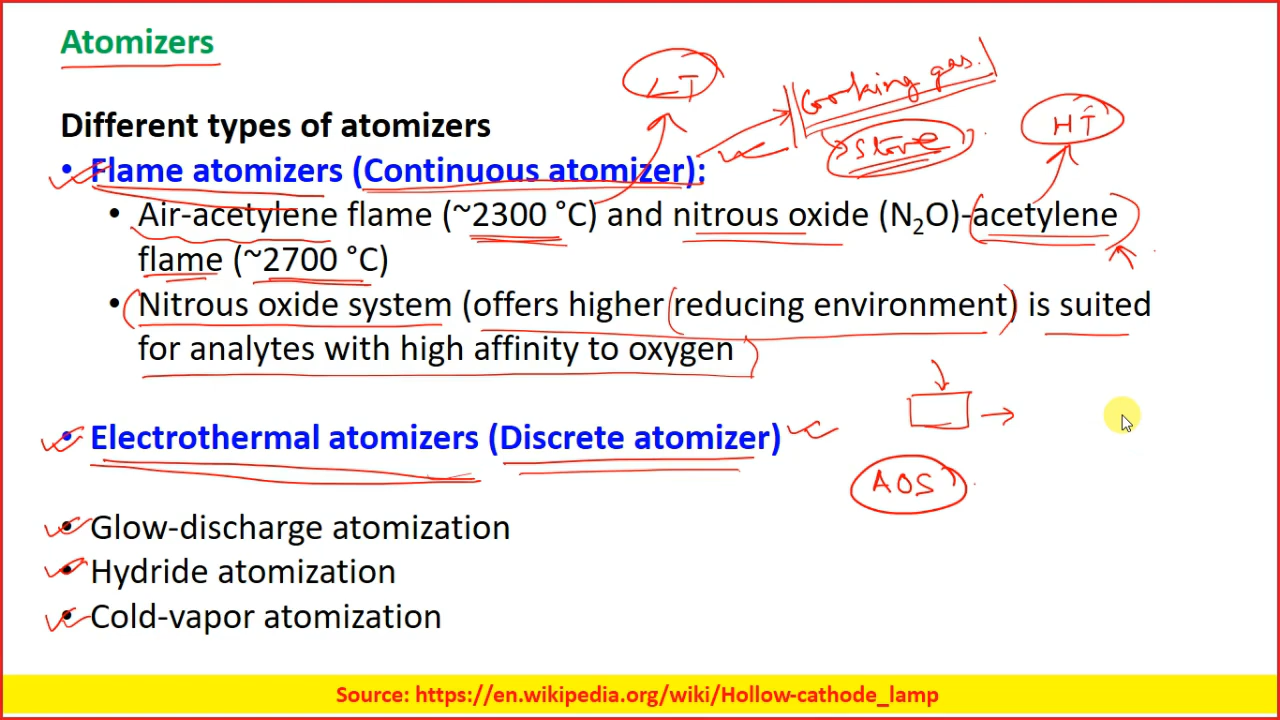 Atomizers
LT
Cooking gas.
Different types of atomizers
HT
Stove
• Flame atomizers (Continuous atomizer):
• Air-acetylene flame (~2300 °C) and nitrous oxide (N₂O)-acetylene
flame (~2700 °C)
• Nitrous oxide system (offers higher (reducing environment) is suited
for analytes with high affinity to oxygen
• Electrothermal atomizers (Discrete atomizer)
AOS
• Glow-discharge atomization
• Hydride atomization
• Cold-vapor atomization
Source: https://en.wikipedia.org/wiki/Hollow-cathode_lamp